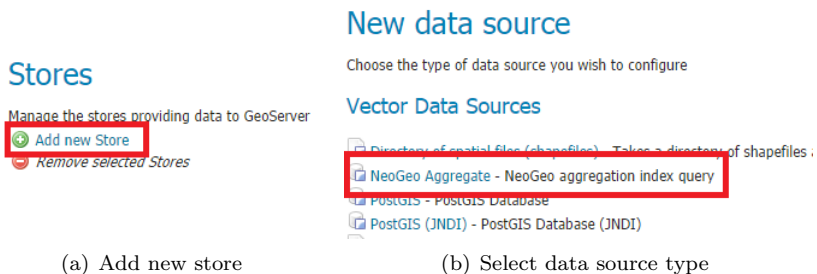 Stores
Manage the stores providing data to GeoServer
Add new Store
Remove selected Stores
(a) Add new store
New data source
Choose the type of data source you wish to configure
Vector Data Sources
Directory of spatial files (shapefiles) - Takes a directory of shapefiles
NeoGeo Aggregate - NeoGeo aggregation index query
PostGIS - PostGIS Database
PostGIS (JNDI) - PostGIS Database (JNDI)
(b) Select data source type